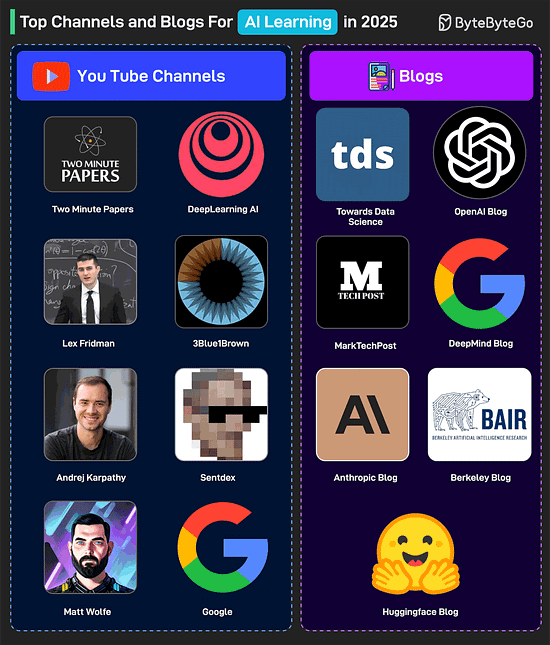 Top Channels and Blogs For AI Learning in 2025
ByteByteGo
You Tube Channels
TWO MINUTE
PAPERS
Two Minute Papers
DeepLearning AI
Lex Fridman
3Blue1Brown
Andrej Karpathy
Sentdex
Matt Wolfe
Google
Blogs
tds
Towards Data
Science
OpenAI Blog
M
TECH POST
MarkTechPost
DeepMind Blog
AI
Anthropic Blog
BAIR
BERKELEY ARTIFICIAL INTELLIGENCE RESEARCH
Berkeley Blog
Huggingface Blog